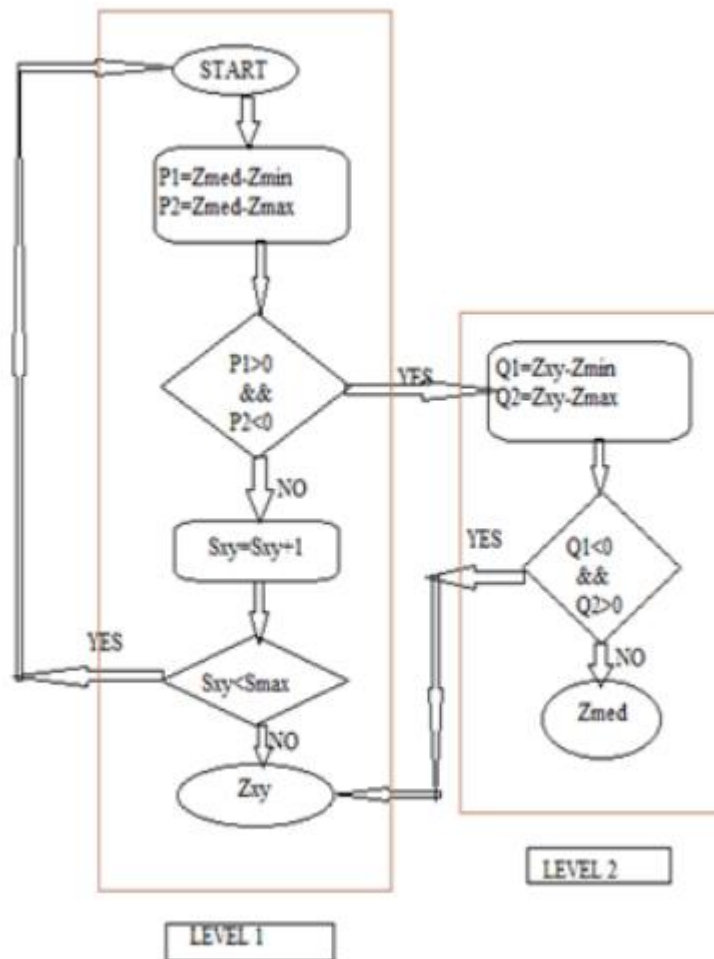 START
P1=Zmed-Zmin
P2=Zmed-Zmax
P1>0
&&
P2<0
YES
NO
Sxy=Sxy+1
YES
Sxy<Smax
NO
Zxy
LEVEL 1
Q1=Zxy-Zmin
Q2=Zxy-Zmax
YES
Q1<0
&&
Q2>0
NO
Zmed
LEVEL 2